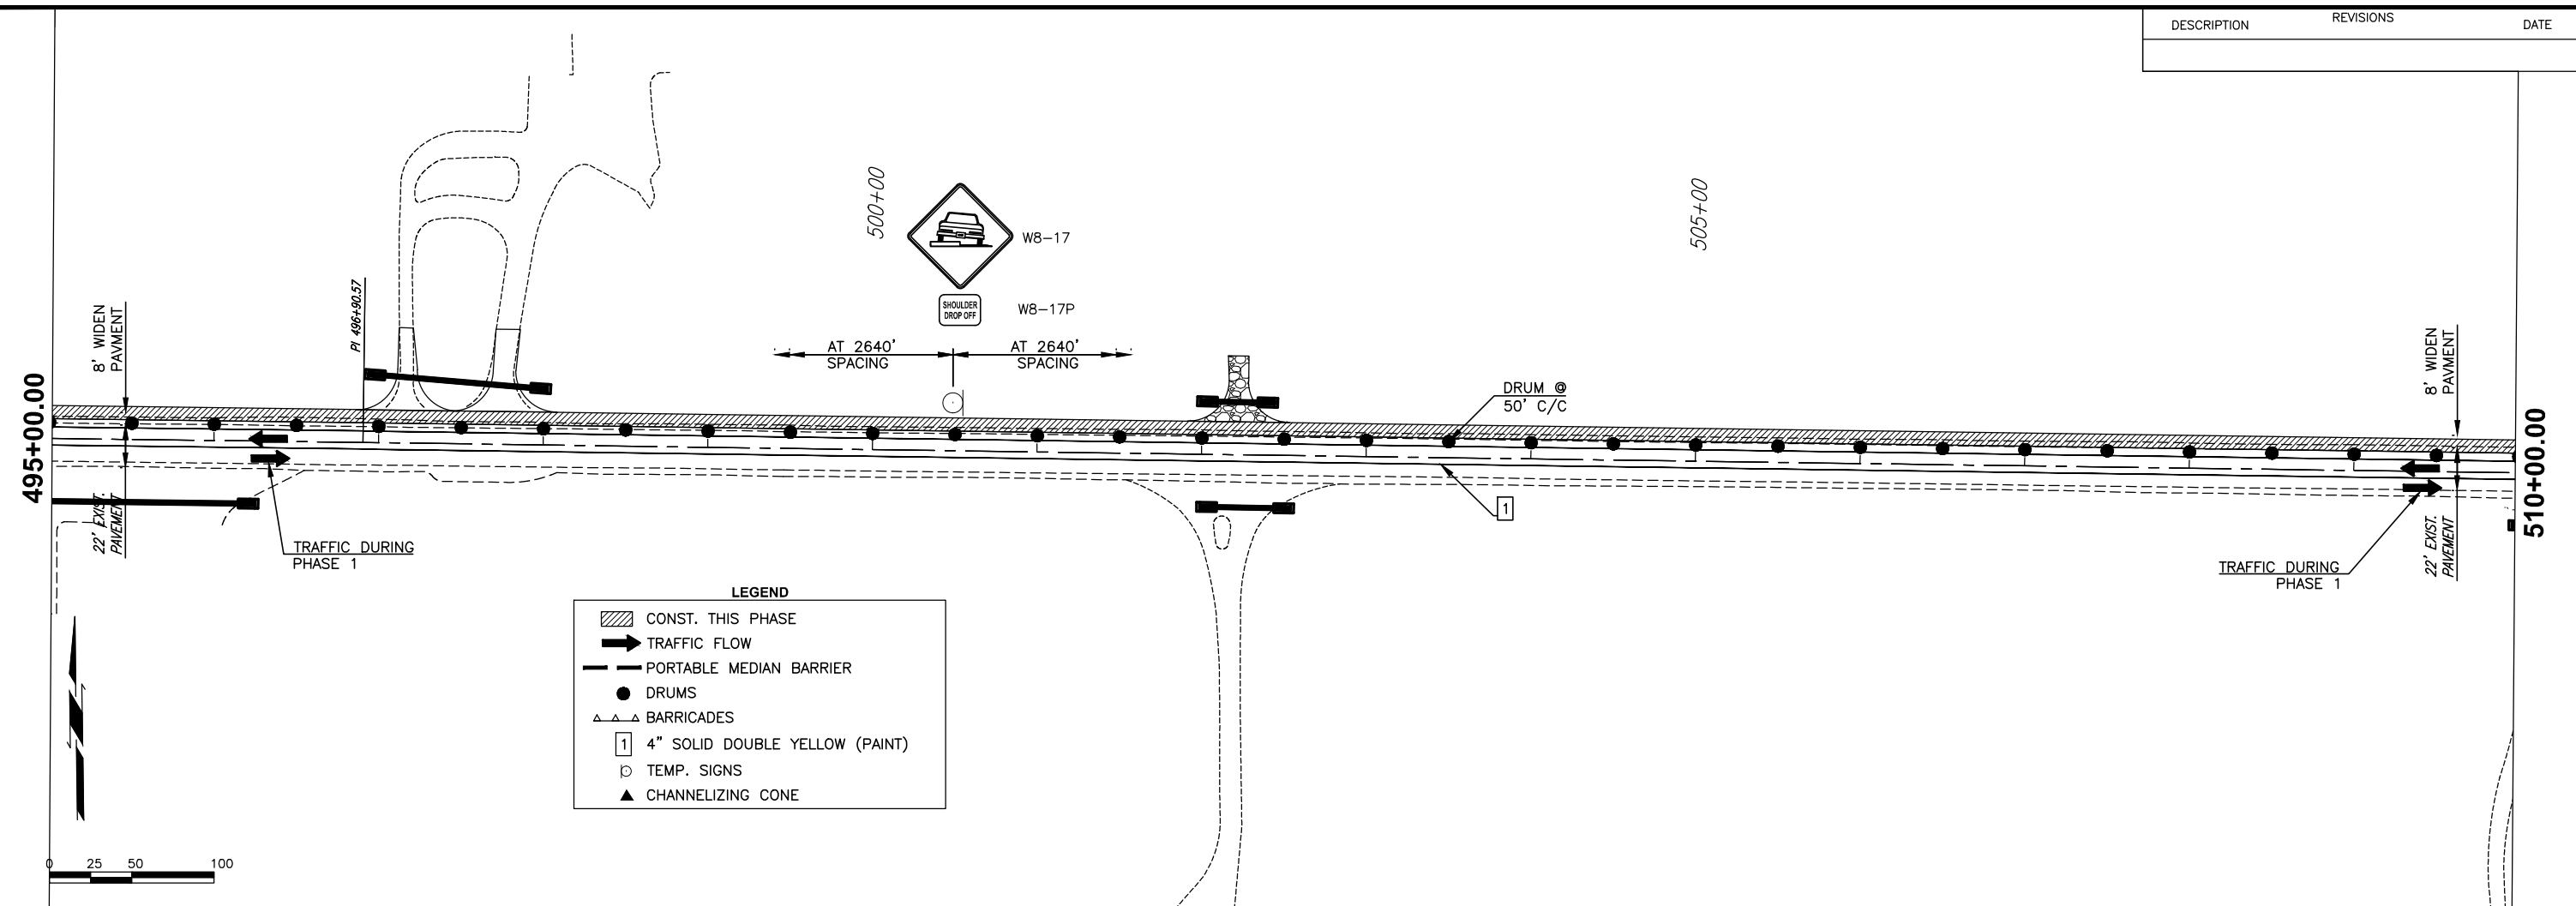 REVISIONS
DESCRIPTION DATE
500+00
505+00
W8-17
SHOULDER
DROP OFF
W8-17P
PI 496+90.57
8' WIDEN
PAVMENT
AT 2640'
SPACING
AT 2640'
SPACING
8' WIDEN
PAVMENT
DRUM @
50' C/C
495+00.00
510+00.00
22' EXIST.
PAVEMENT
1
TRAFFIC DURING
PHASE 1
22' EXIST.
PAVEMENT
TRAFFIC DURING
PHASE 1
LEGEND
CONST. THIS PHASE
TRAFFIC FLOW
PORTABLE MEDIAN BARRIER
DRUMS
BARRICADES
1 4" SOLID DOUBLE YELLOW (PAINT)
TEMP. SIGNS
CHANNELIZING CONE
0 25 50 100